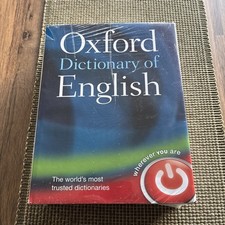 Oxford
Dictionary of
English
wherever you are
The world's most
trusted dictionaries